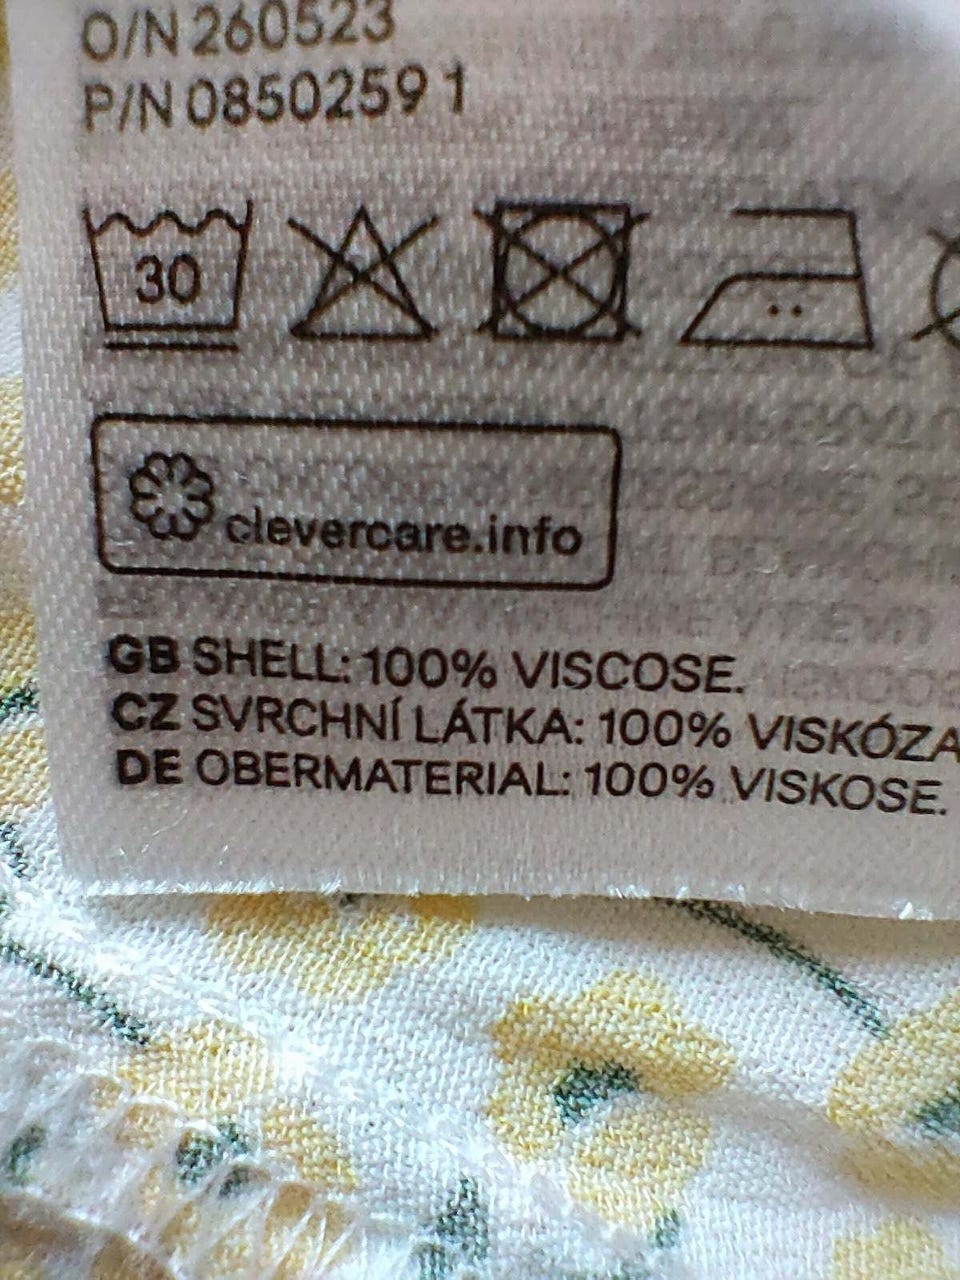 O/N 260523
P/N 08502591
30
clevercare.info
GB SHELL: 100% VISCOSE.
CZ SVRCHNÍ LÁTKA: 100% VISKÓZA
DE OBERMATERIAL: 100% VISKOSE.